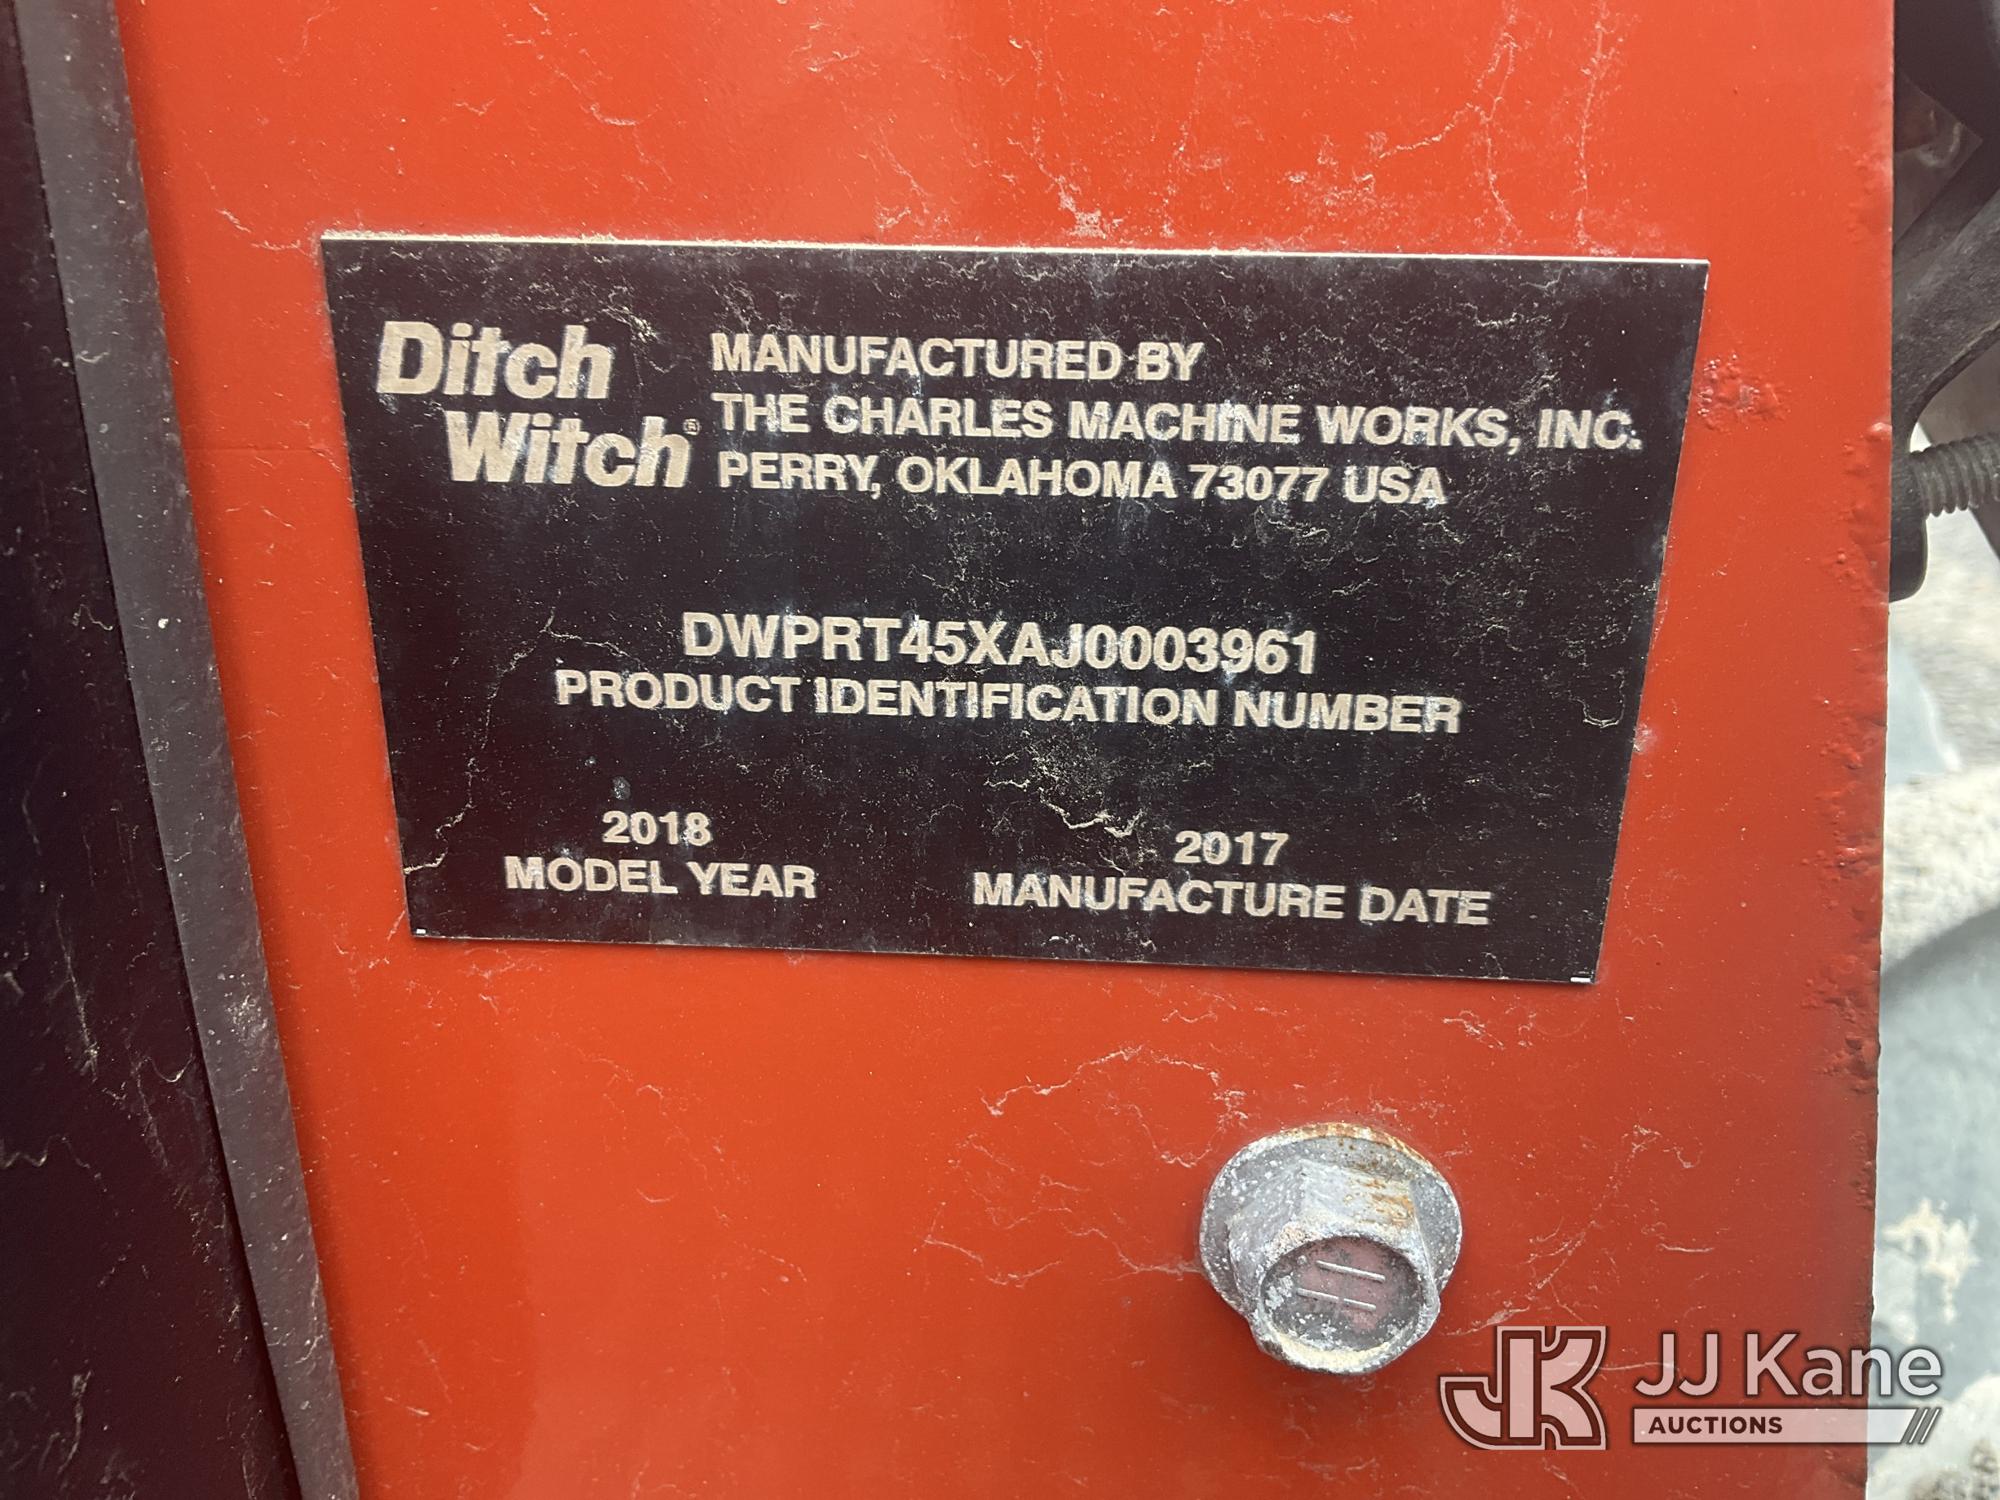 Ditch
Witch®
MANUFACTURED BY
THE CHARLES MACHINE WORKS, INC.
PERRY, OKLAHOMA 73077 USA
DWPRT45XAJ0003961
PRODUCT IDENTIFICATION NUMBER
2018
MODEL YEAR
2017
MANUFACTURE DATE
JK
JJ Kane
AUCTIONS